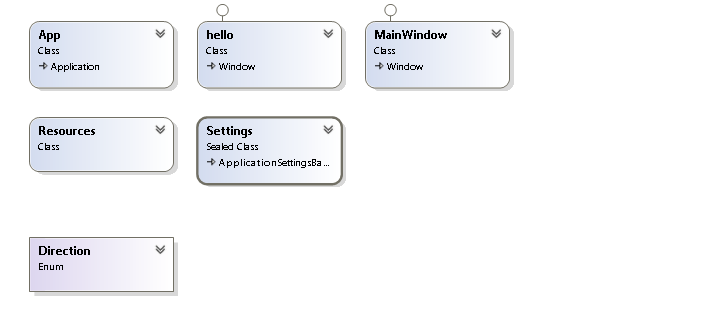 App
Class
Application
hello
Class
Window
MainWindow
Class
Window
Resources
Class
Settings
Sealed Class
ApplicationSettingsBa...
Direction
Enum